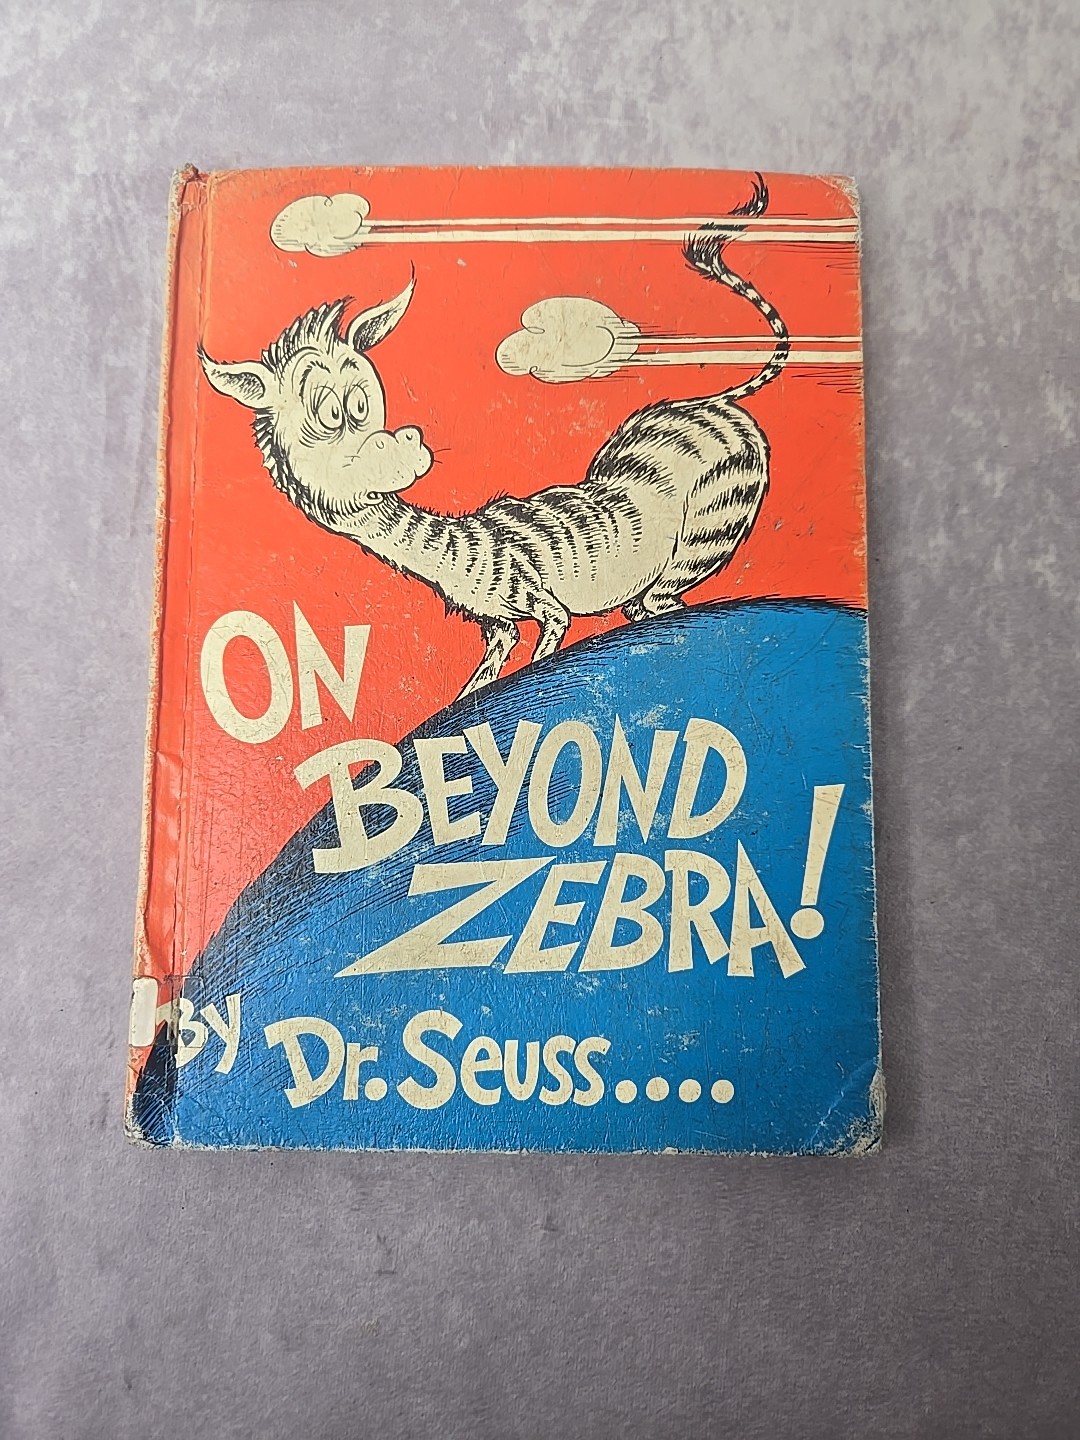 ON
BEYOND
ZEBRA!
By Dr. Seuss....